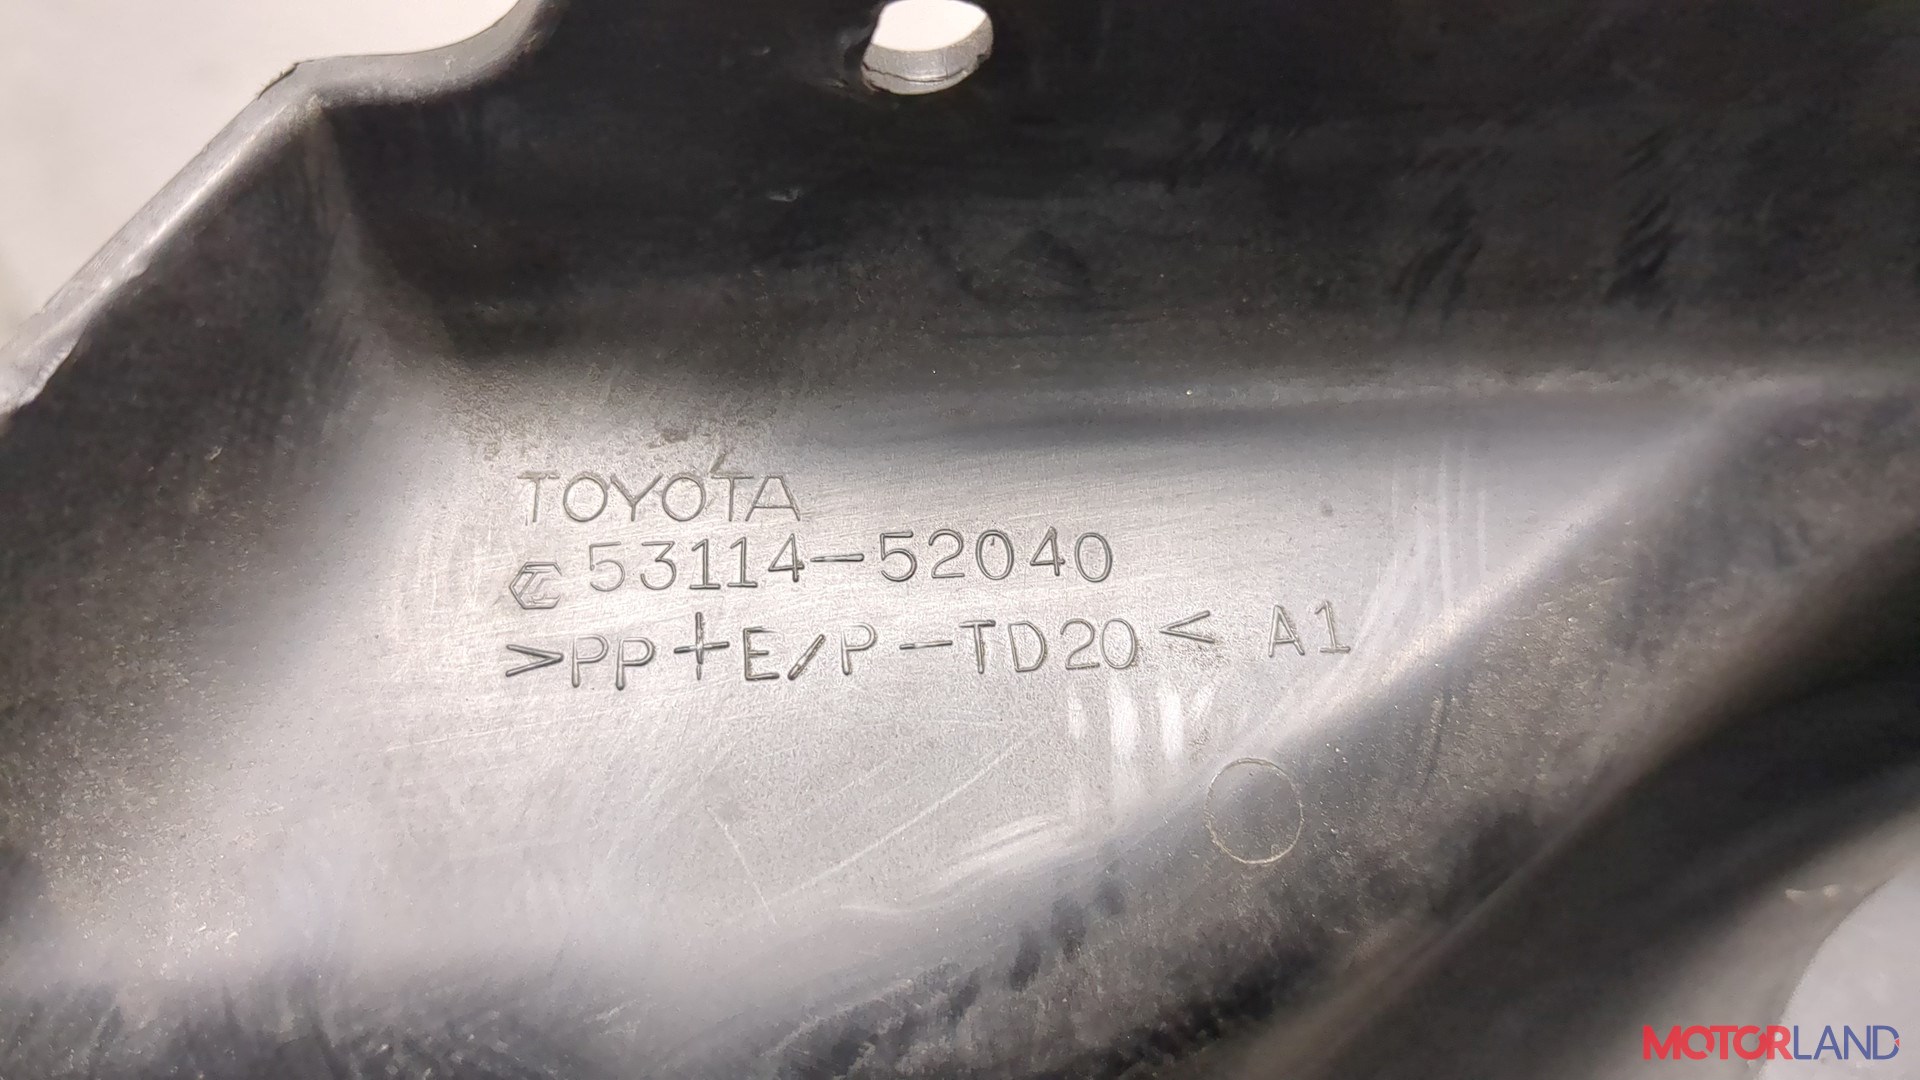 TOYOTA
53114-52040
>PP+E/P-TD20< A1
MOTORLAND